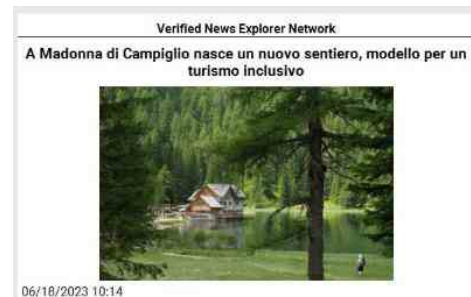 Verified News Explorer Network
A Madonna di Campiglio nasce un nuovo sentiero, modello per un
turismo inclusivo
06/18/2023 10:14